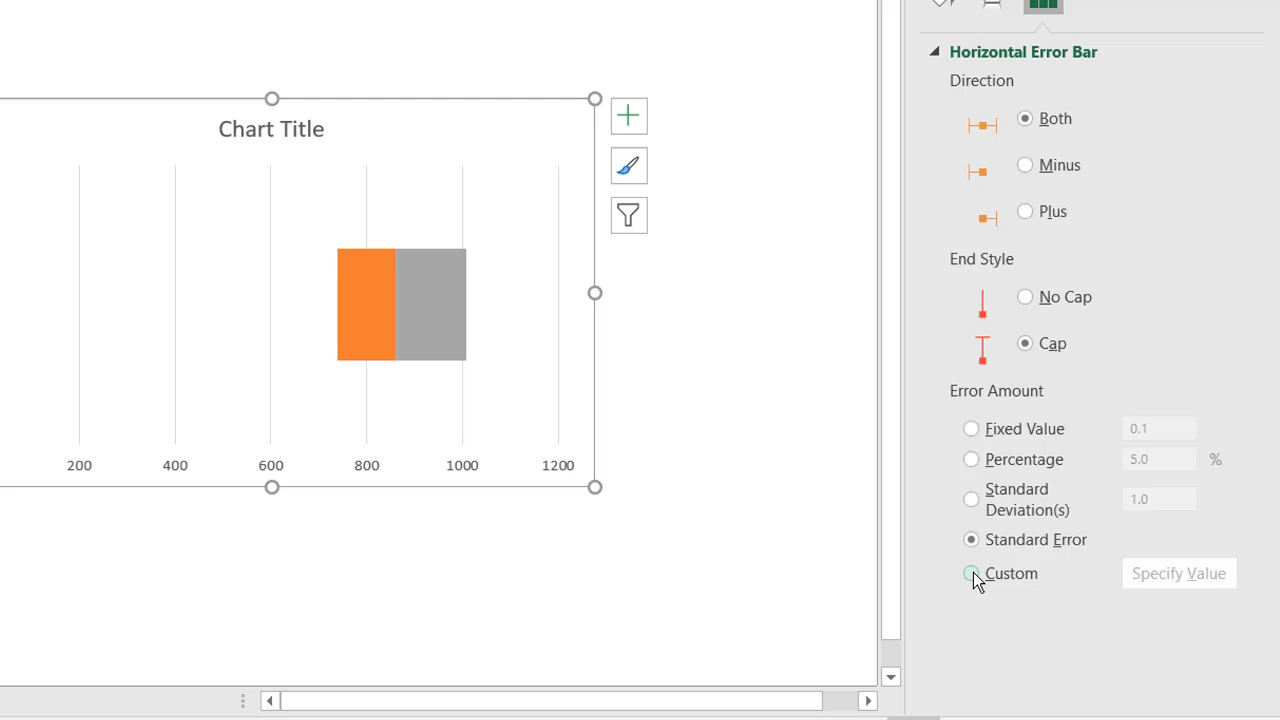 Horizontal Error Bar
Direction
Both
Minus
Plus
End Style
No Cap
Cap
Error Amount
Fixed Value 0.1
Percentage 5.0 %
Standard
Deviation(s) 1.0
Standard Error
Custom Specify Value
Chart Title
200 400 600 800 1000 1200